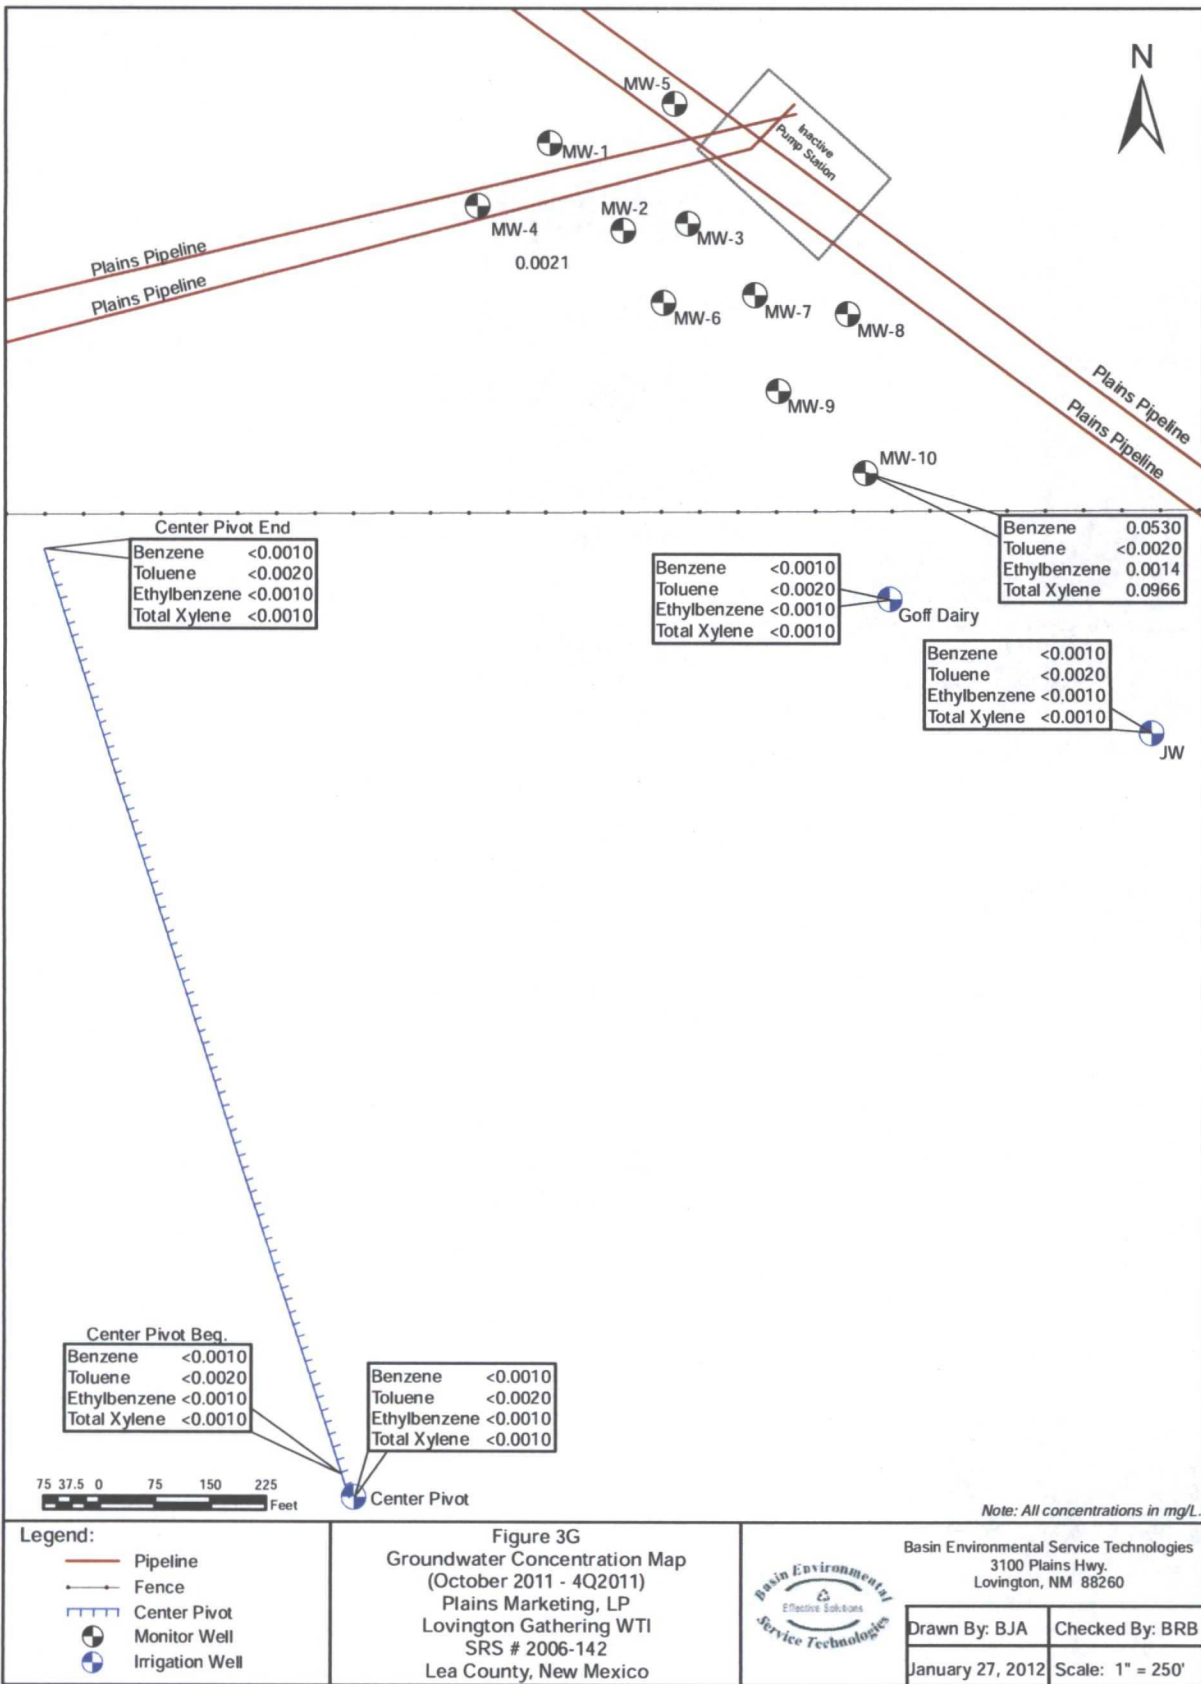 N
MW-5
Inactive
Pump Station
MW-1
MW-2
MW-4
MW-3
0.0021
Plains Pipeline
Plains Pipeline
MW-6
MW-7
MW-8
MW-9
Plains Pipeline
Plains Pipeline
MW-10
Benzene 0.0530
Toluene <0.0020
Ethylbenzene 0.0014
Total Xylene 0.0966
Center Pivot End
Benzene <0.0010
Toluene <0.0020
Ethylbenzene <0.0010
Total Xylene <0.0010
Benzene <0.0010
Toluene <0.0020
Ethylbenzene <0.0010
Total Xylene <0.0010
Goff Dairy
Benzene <0.0010
Toluene <0.0020
Ethylbenzene <0.0010
Total Xylene <0.0010
JW
Center Pivot Beg.
Benzene <0.0010
Toluene <0.0020
Ethylbenzene <0.0010
Total Xylene <0.0010
Benzene <0.0010
Toluene <0.0020
Ethylbenzene <0.0010
Total Xylene <0.0010
75 37.5 0 75 150 225
Feet
Center Pivot
Note: All concentrations in mg/L.
Legend:
Pipeline
Fence
Center Pivot
Monitor Well
Irrigation Well
Figure 3G
Groundwater Concentration Map
(October 2011 - 4Q2011)
Plains Marketing, LP
Lovington Gathering WTI
SRS # 2006-142
Lea County, New Mexico
Basin Environmental
Effective Solutions
Service Technologies
Basin Environmental Service Technologies
3100 Plains Hwy.
Lovington, NM 88260
Drawn By: BJA
Checked By: BRB
January 27, 2012
Scale: 1" = 250'